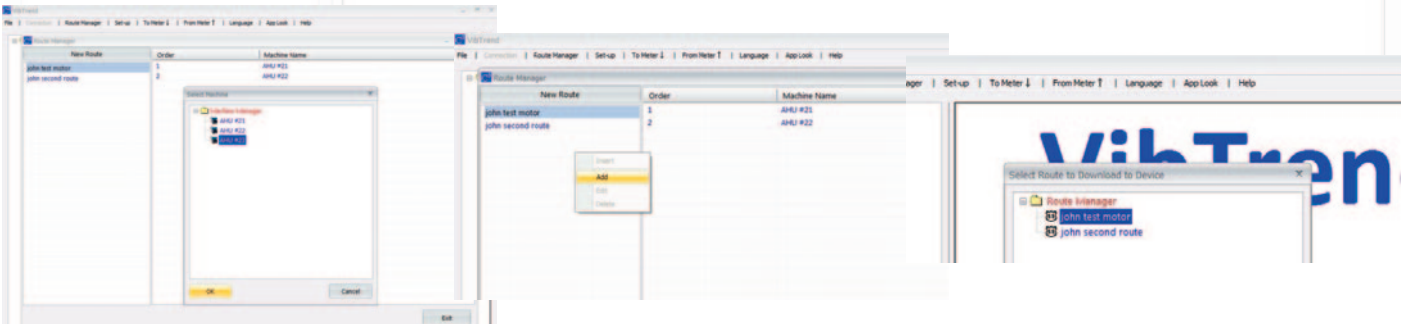 VibTrend
File | Connection | Route Manager | Set-up | To Meter↓ | From Meter↑ | Language | App Look | Help
Route Manager
New Route Order Machine Name
john test motor 1 AHU #21
john second route 2 AHU #22
Select Machine
Machine Manager
AHU #21
AHU #22
AHU #23
OK Cancel
Exit
VibTrend
File | Connection | Route Manager | Set-up | To Meter↓ | From Meter↑ | Language | App Look | Help
Route Manager
New Route Order Machine Name
john test motor 1 AHU #21
john second route 2 AHU #22
Insert
Add
Edit
Delete
ager | Set-up | To Meter↓ | From Meter↑ | Language | App Look | Help
VibTren
Select Route to Download to Device
Route Manager
john test motor
john second route